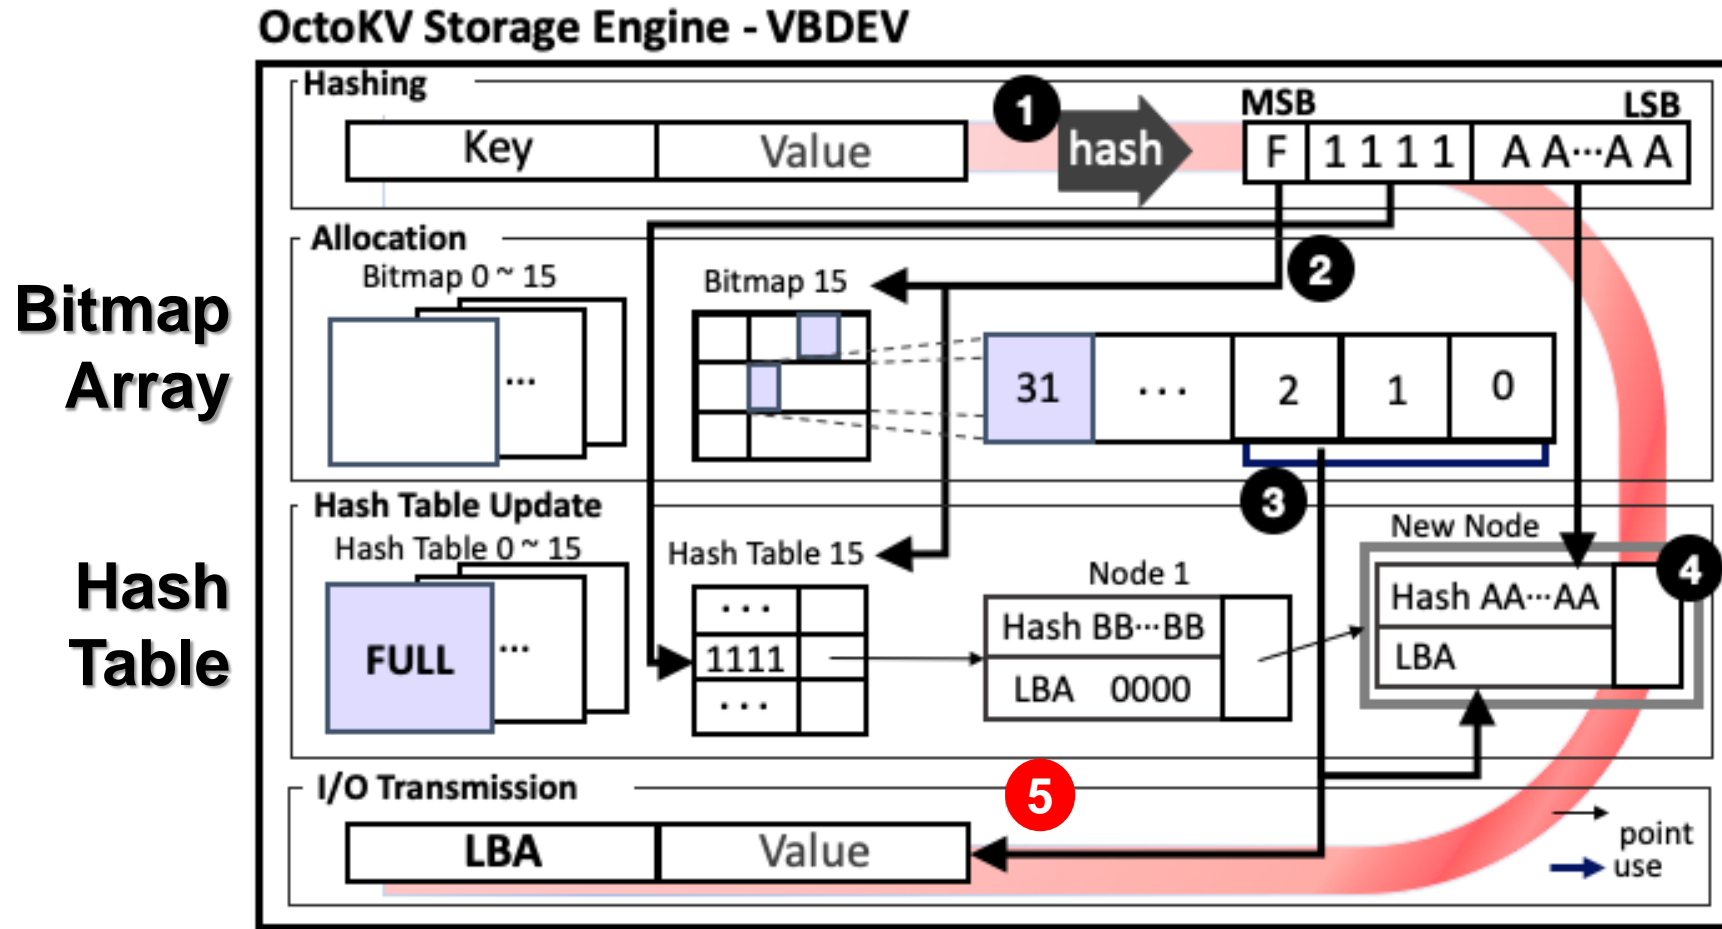 OctoKV Storage Engine - VBDEV
Hashing
Key
Value
1
hash
MSB
LSB
F
1 1 1 1
A A···A A
Bitmap
Array
Allocation
Bitmap 0 ~ 15
···
Bitmap 15
2
31
···
2
1
0
3
Hash
Table
Hash Table Update
Hash Table 0 ~ 15
FULL
···
Hash Table 15
···
1111
···
Node 1
Hash BB···BB
LBA 0000
New Node
4
Hash AA···AA
LBA
I/O Transmission
5
LBA
Value
point
use